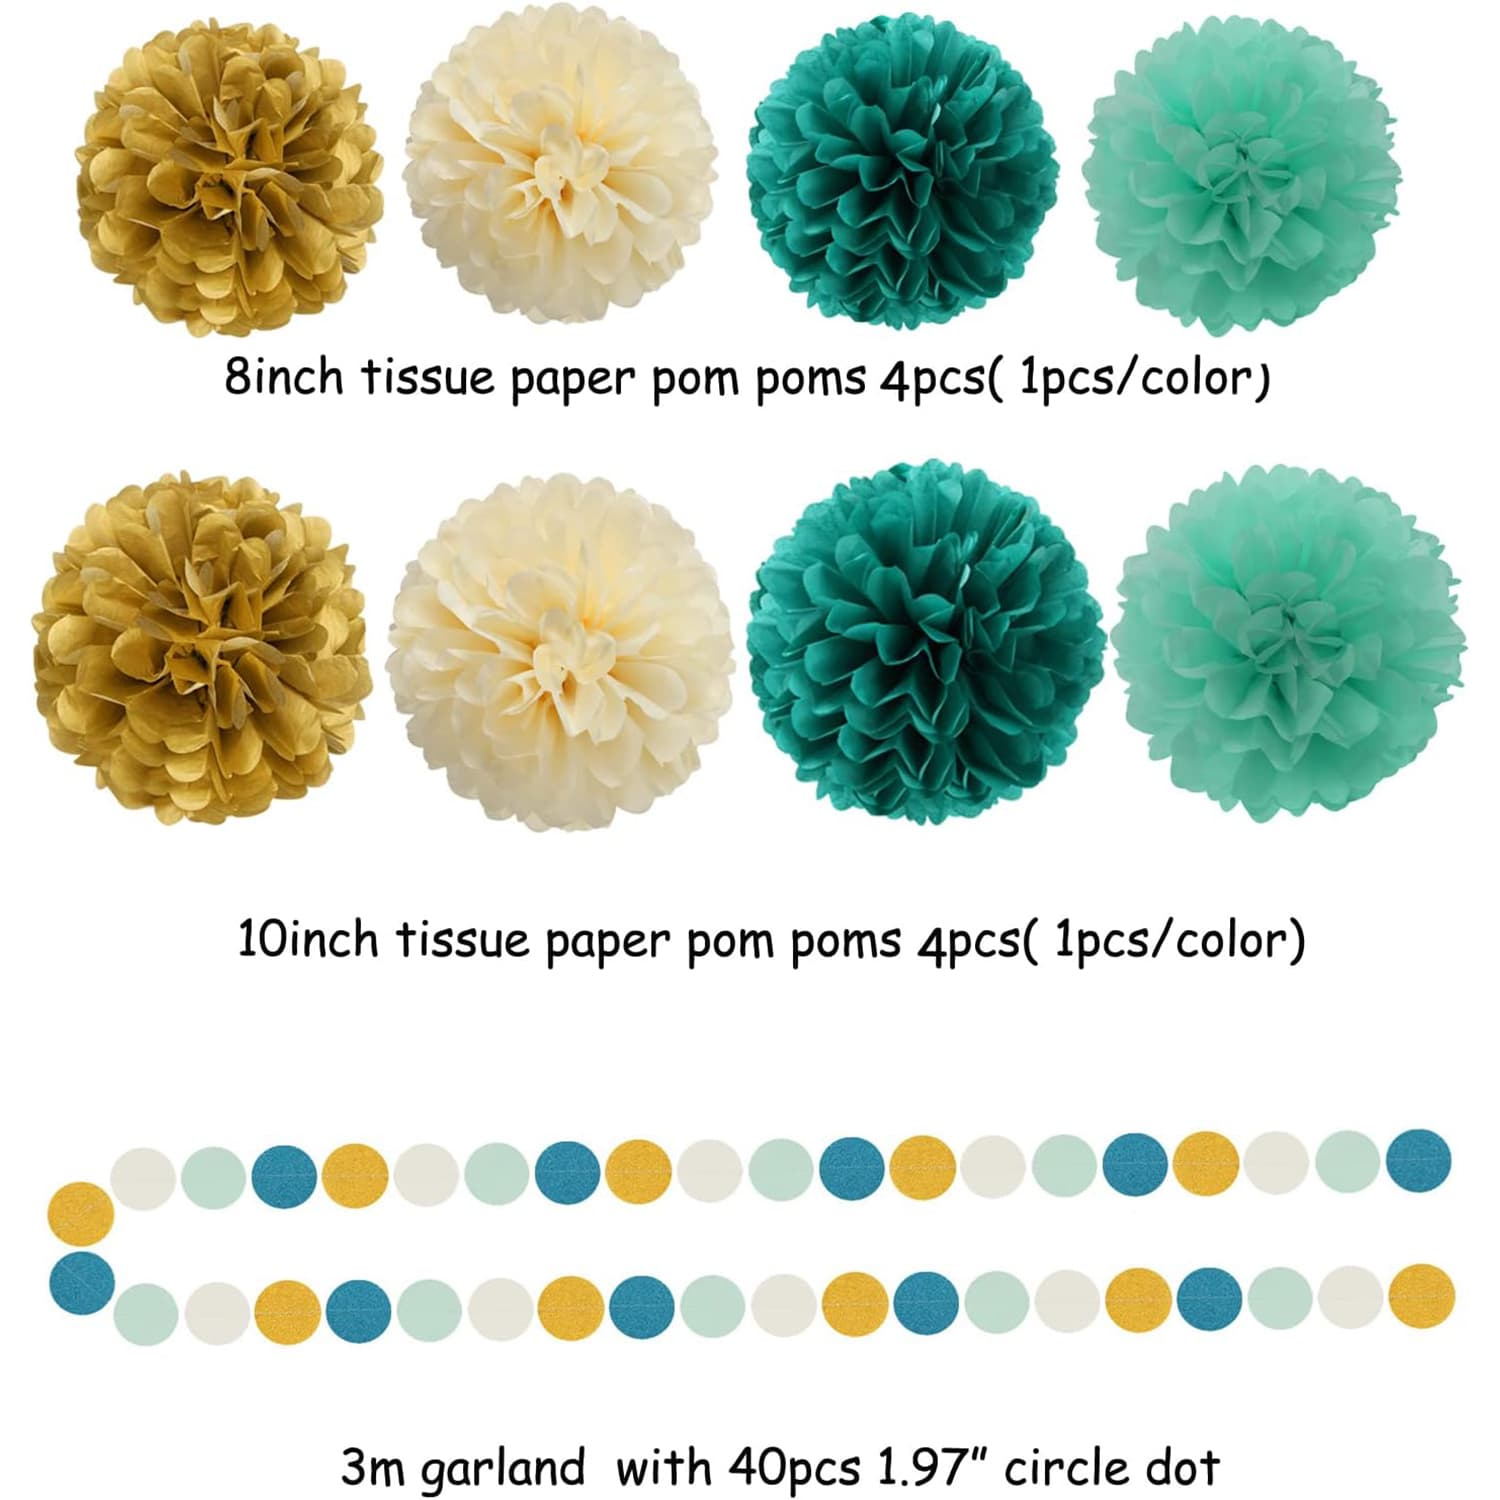 8inch tissue paper pom poms 4pcs( 1pcs/color)
10inch tissue paper pom poms 4pcs( 1pcs/color)
3m garland  with 40pcs 1.97" circle dot